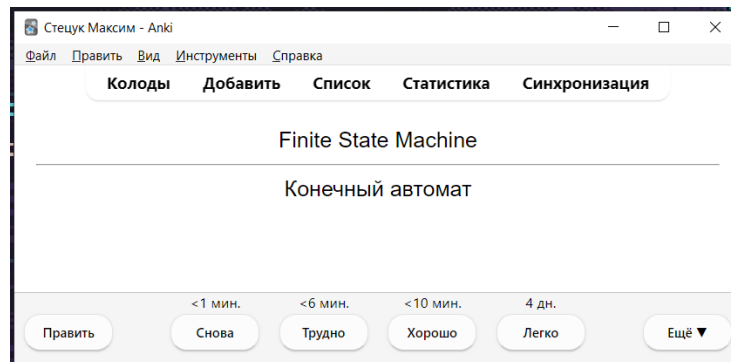 Стецук Максим - Anki
Файл Править Вид Инструменты Справка
Колоды Добавить Список Статистика Синхронизация
Finite State Machine
Конечный автомат
<1 мин. <6 мин. <10 мин. 4 дн.
Править Снова Трудно Хорошо Легко Ещё ▼